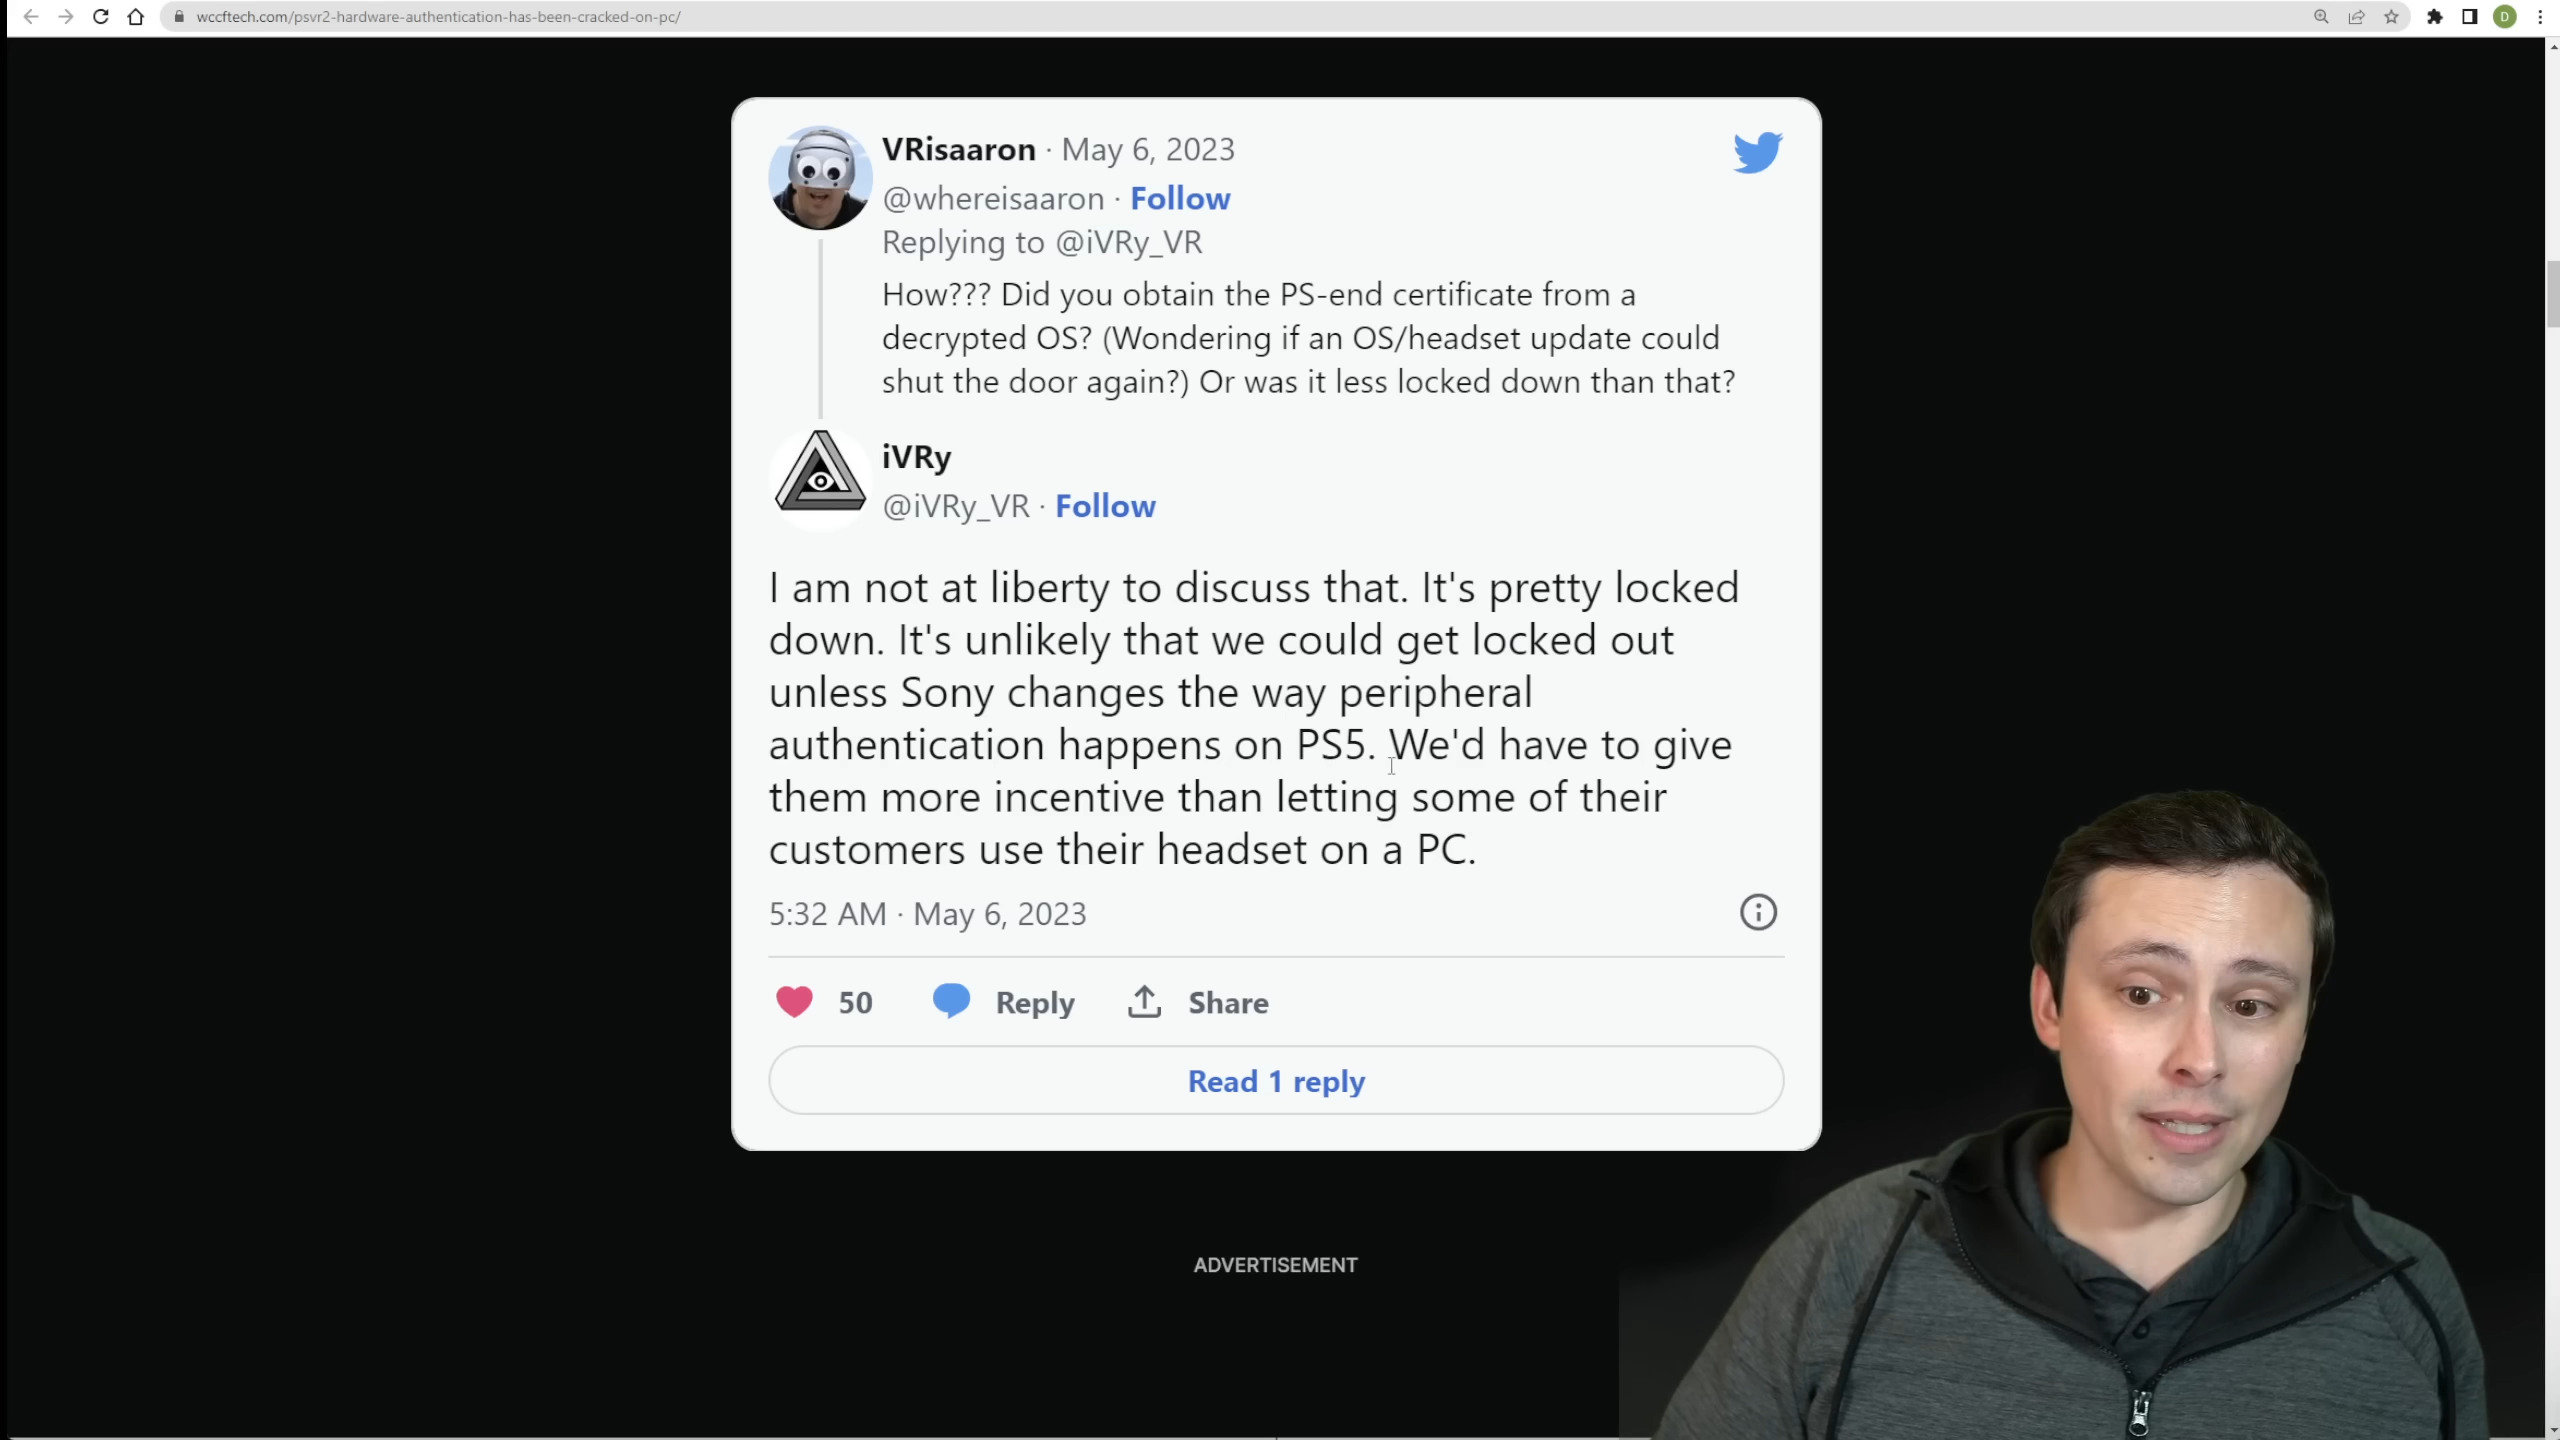 wccftech.com/psvr2-hardware-authentication-has-been-cracked-on-pc/
D
VRisaaron · May 6, 2023
@whereisaaron · Follow
Replying to @iVRy_VR
How??? Did you obtain the PS-end certificate from a
decrypted OS? (Wondering if an OS/headset update could
shut the door again?) Or was it less locked down than that?
iVRy
@iVRy_VR · Follow
I am not at liberty to discuss that. It's pretty locked
down. It's unlikely that we could get locked out
unless Sony changes the way peripheral
authentication happens on PS5. We'd have to give
them more incentive than letting some of their
customers use their headset on a PC.
5:32 AM · May 6, 2023
50 Reply Share
Read 1 reply
ADVERTISEMENT